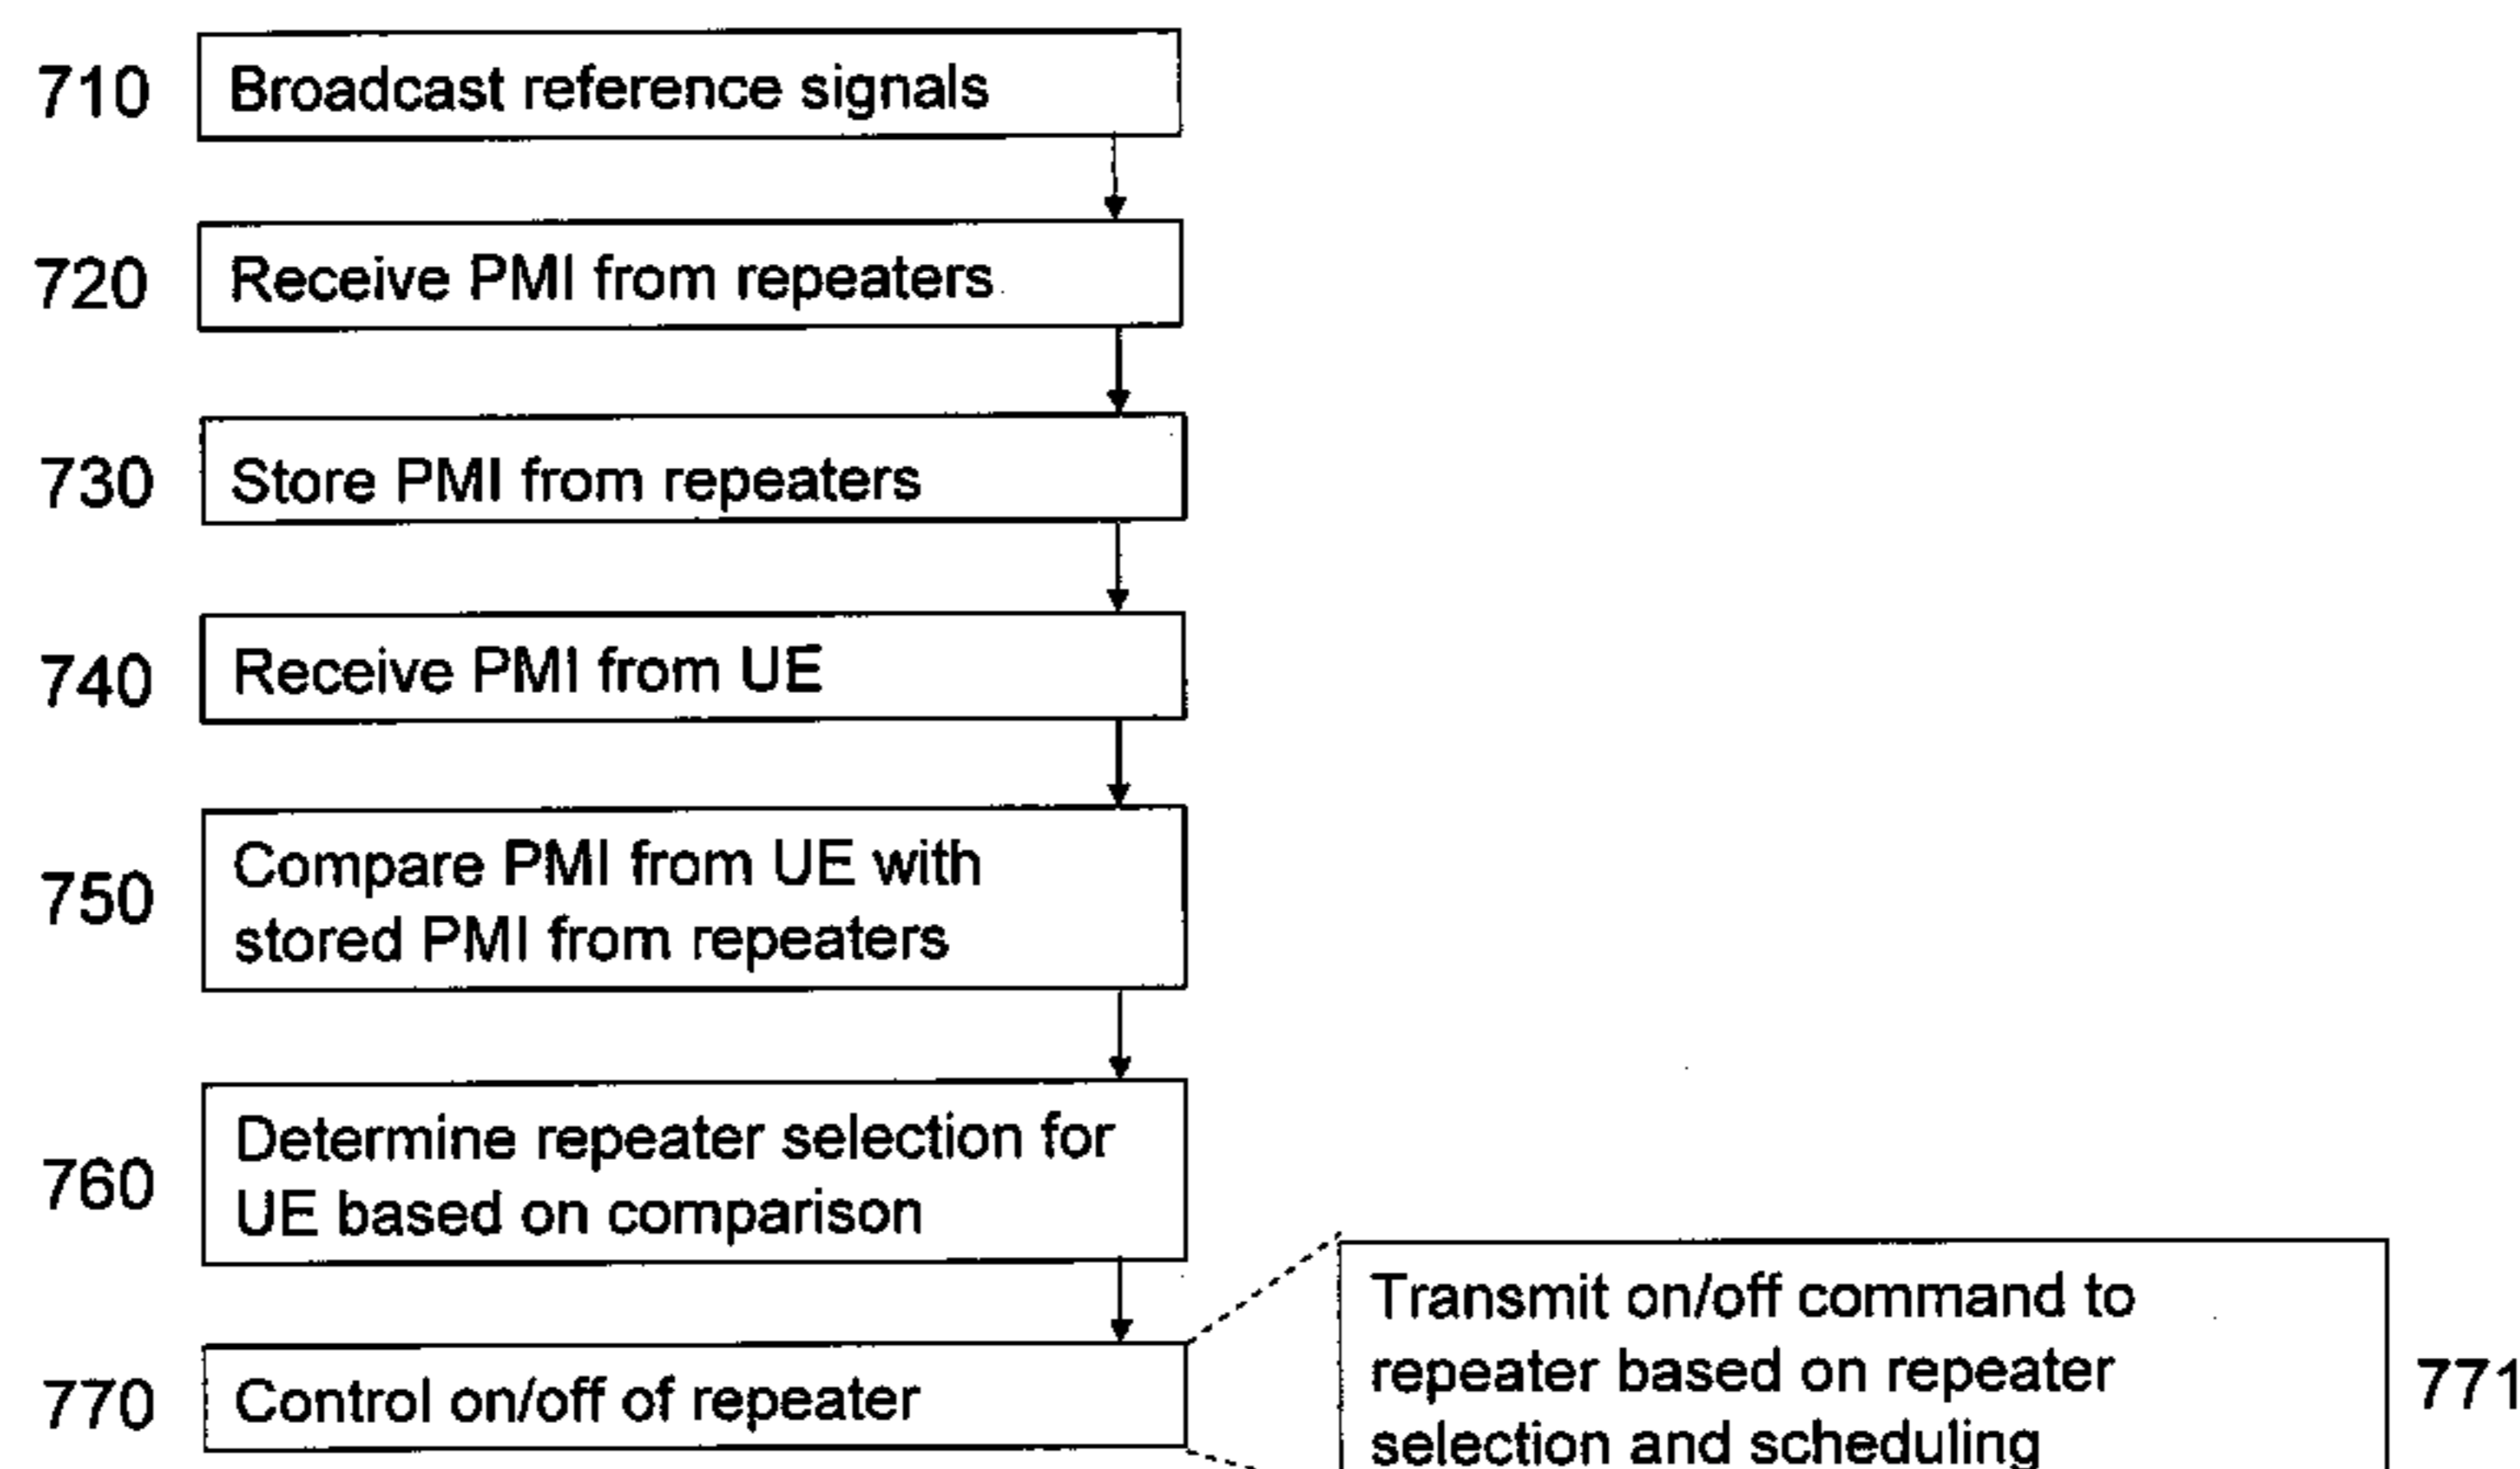 710 Broadcast reference signals
720 Receive PMI from repeaters
730 Store PMI from repeaters
740 Receive PMI from UE
750 Compare PMI from UE with
stored PMI from repeaters
760 Determine repeater selection for
UE based on comparison
770 Control on/off of repeater
Transmit on/off command to
repeater based on repeater
selection and scheduling
771